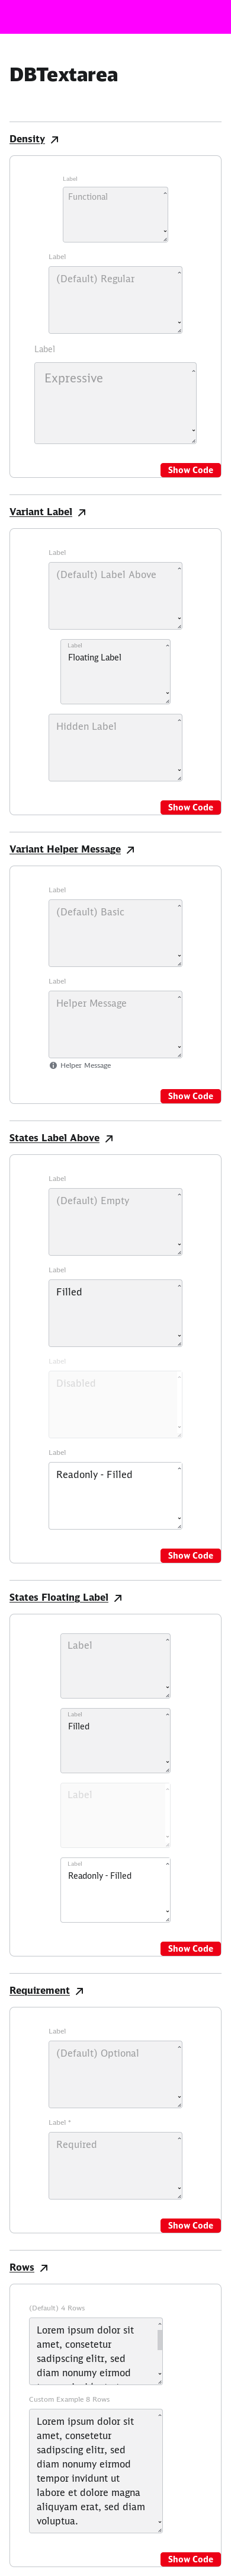 DBTextarea
Density
Label
Functional
Label
(Default) Regular
Label
Expressive
Show Code
Variant Label
Label
(Default) Label Above
Label
Floating Label
Hidden Label
Show Code
Variant Helper Message
Label
(Default) Basic
Label
Helper Message
Helper Message
Show Code
States Label Above
Label
(Default) Empty
Label
Filled
Label
Disabled
Label
Readonly - Filled
Show Code
States Floating Label
Label
Label
Filled
Label
Label
Readonly - Filled
Show Code
Requirement
Label
(Default) Optional
Label *
Required
Show Code
Rows
(Default) 4 Rows
Lorem ipsum dolor sit
amet, consetetur
sadipscing elitr, sed
diam nonumy eirmod
Custom Example 8 Rows
Lorem ipsum dolor sit
amet, consetetur
sadipscing elitr, sed
diam nonumy eirmod
tempor invidunt ut
labore et dolore magna
aliquyam erat, sed diam
voluptua.
Show Code